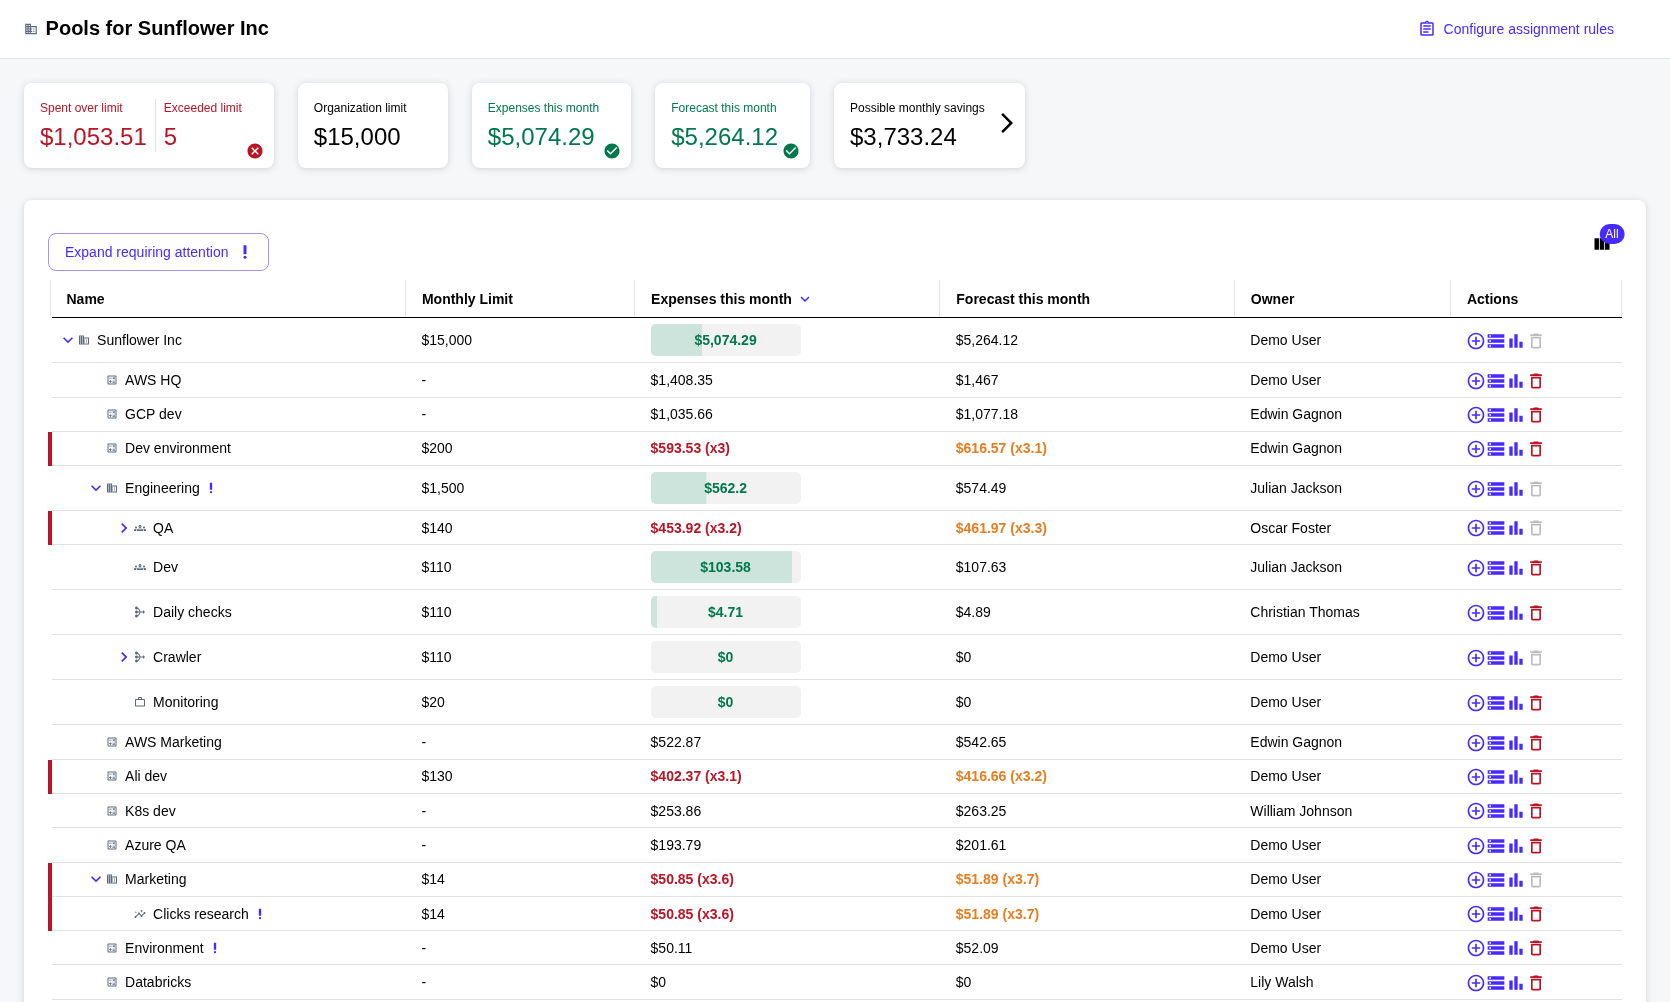 Pools for Sunflower Inc
Configure assignment rules
Spent over limit Exceeded limit Organization limit Expenses this month Forecast this month Possible monthly savings
$1,053.51 5 $15,000 $5,074.29 $5,264.12 $3,733.24
All
Expand requiring attention
Name Monthly Limit Expenses this month Forecast this month Owner Actions
Sunflower Inc $15,000 $5,074.29 $5,264.12 Demo User
AWS HQ - $1,408.35 $1,467 Demo User
GCP dev - $1,035.66 $1,077.18 Edwin Gagnon
Dev environment $200 $593.53 (x3) $616.57 (x3.1) Edwin Gagnon
Engineering $1,500 $562.2 $574.49 Julian Jackson
QA $140 $453.92 (x3.2) $461.97 (x3.3) Oscar Foster
Dev $110 $103.58 $107.63 Julian Jackson
Daily checks $110 $4.71 $4.89 Christian Thomas
Crawler $110 $0 $0 Demo User
Monitoring $20 $0 $0 Demo User
AWS Marketing - $522.87 $542.65 Edwin Gagnon
Ali dev $130 $402.37 (x3.1) $416.66 (x3.2) Demo User
K8s dev - $253.86 $263.25 William Johnson
Azure QA - $193.79 $201.61 Demo User
Marketing $14 $50.85 (x3.6) $51.89 (x3.7) Demo User
Clicks research $14 $50.85 (x3.6) $51.89 (x3.7) Demo User
Environment - $50.11 $52.09 Demo User
Databricks - $0 $0 Lily Walsh